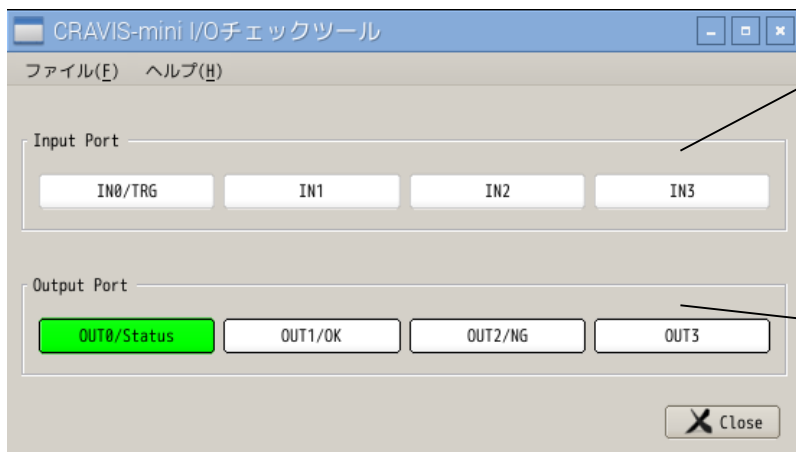 CRAVIS-mini I/Oチェックツール
ファイル(F) ヘルプ(H)
Input Port
IN0/TRG IN1 IN2 IN3
Output Port
OUT0/Status OUT1/OK OUT2/NG OUT3
Close